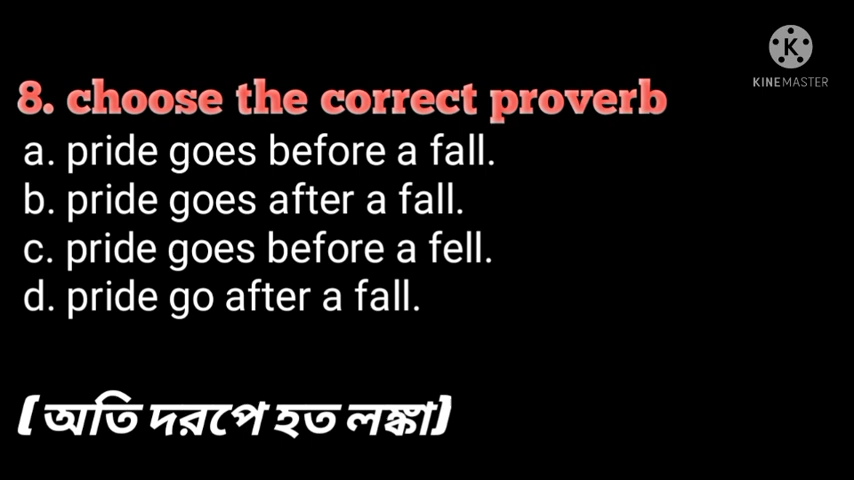 K
KINEMASTER
8. choose the correct proverb
a. pride goes before a fall.
b. pride goes after a fall.
c. pride goes before a fell.
d. pride go after a fall.
(অতি দরপে হত লঙ্কা)